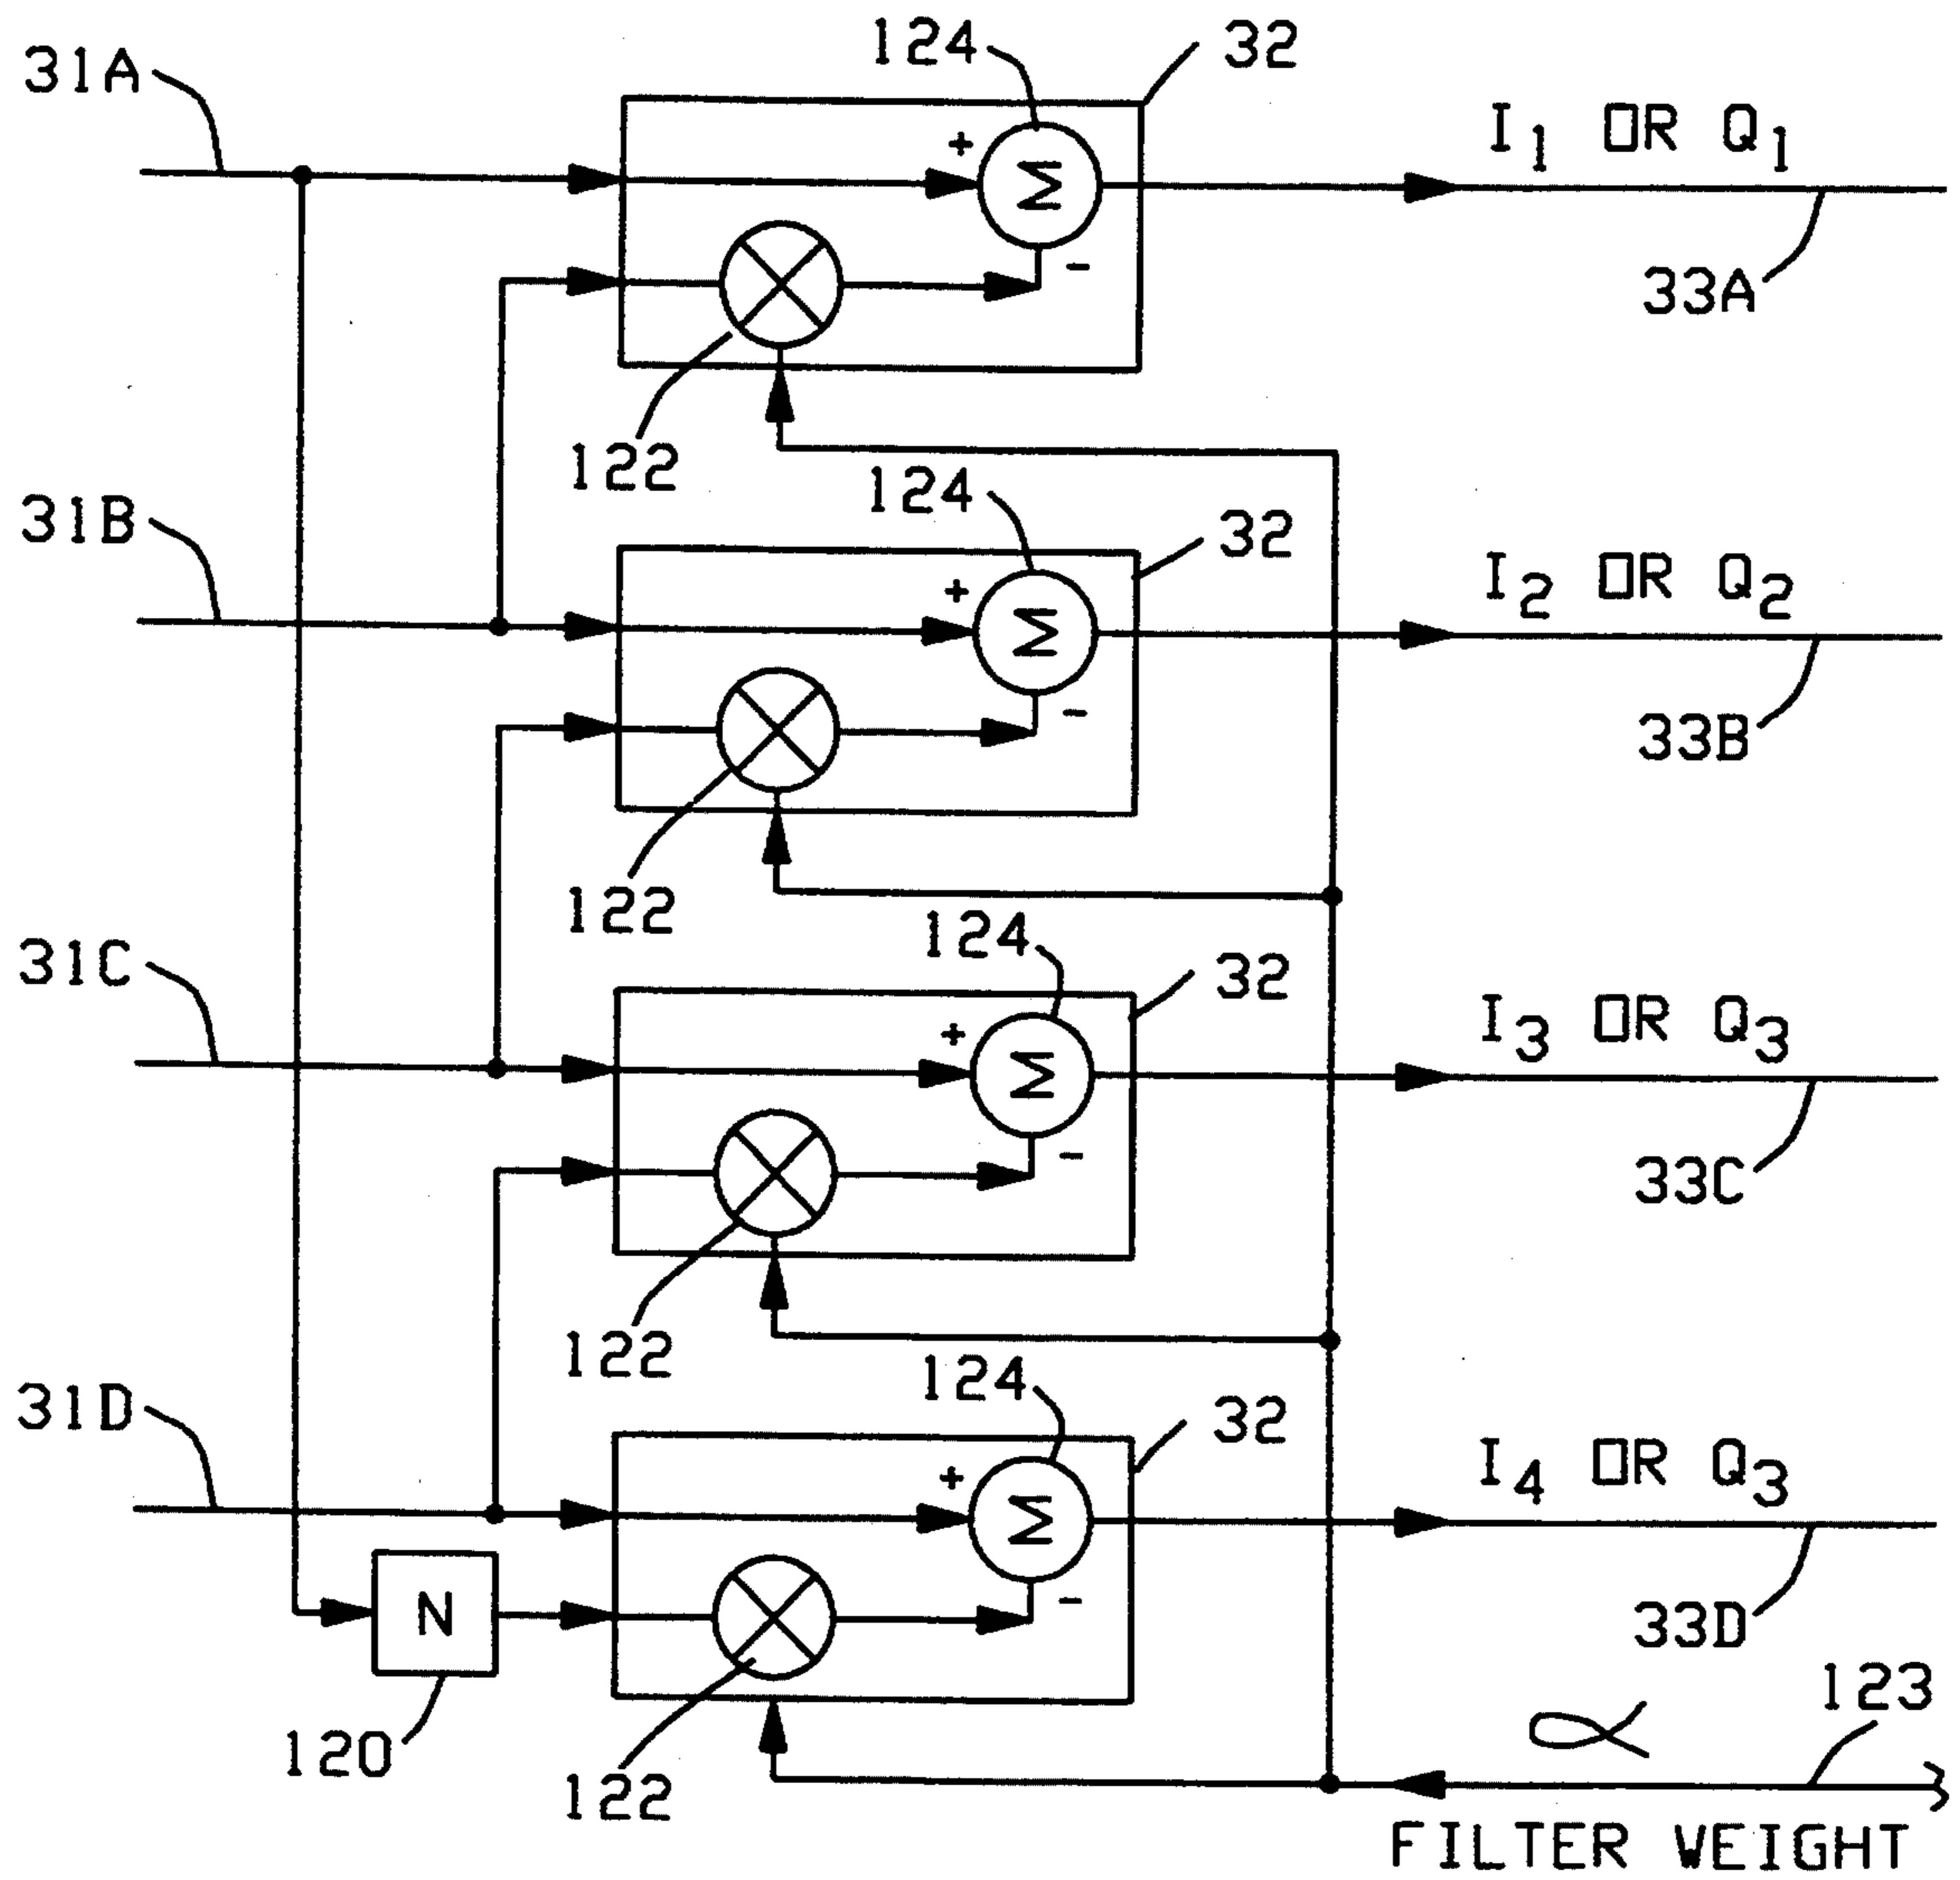 124
32
31A
I1 OR Q1
+
Σ
-
33A
122
124
31B
32
I2 OR Q2
+
Σ
-
33B
122
124
31C
32
I3 OR Q3
+
Σ
-
33C
122
124
31D
32
I4 OR Q3
+
Σ
-
N
33D
123
120
α
122
FILTER WEIGHT